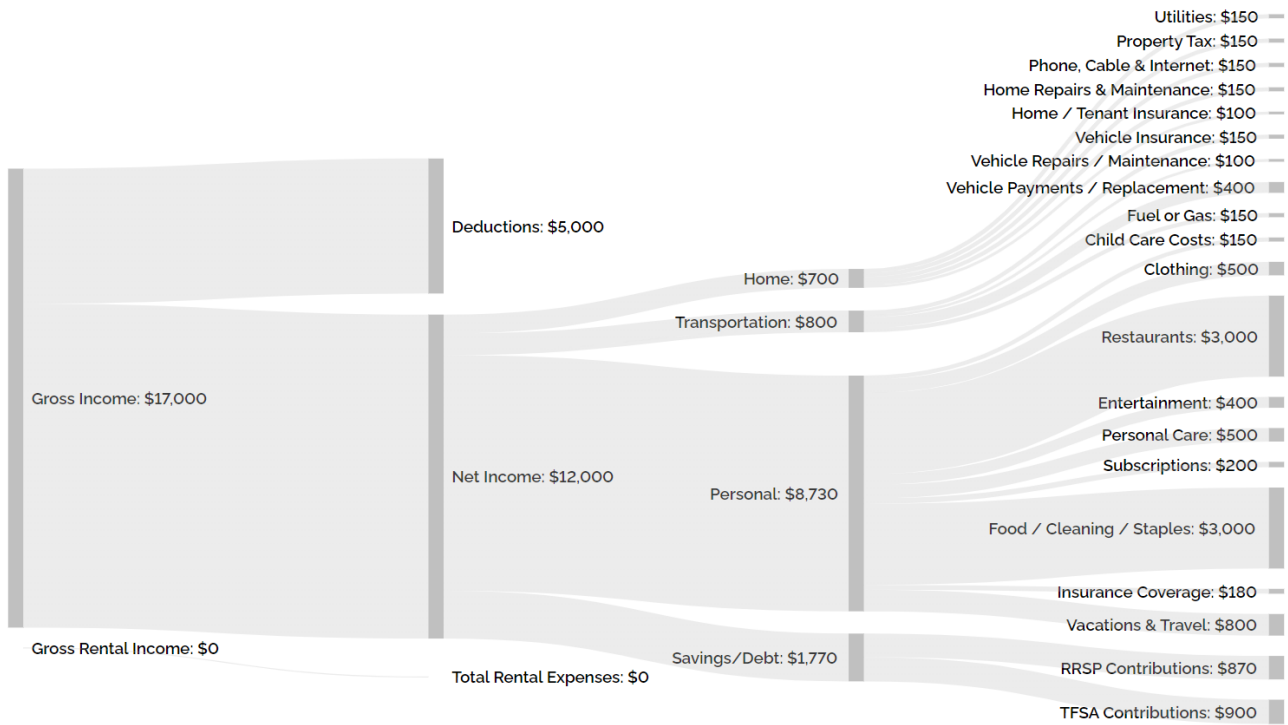 Gross Income: $17,000
Gross Rental Income: $0
Deductions: $5,000
Net Income: $12,000
Total Rental Expenses: $0
Home: $700
Transportation: $800
Personal: $8,730
Savings/Debt: $1,770
Utilities: $150
Property Tax: $150
Phone, Cable & Internet: $150
Home Repairs & Maintenance: $150
Home / Tenant Insurance: $100
Vehicle Insurance: $150
Vehicle Repairs / Maintenance: $100
Vehicle Payments / Replacement: $400
Fuel or Gas: $150
Child Care Costs: $150
Clothing: $500
Restaurants: $3,000
Entertainment: $400
Personal Care: $500
Subscriptions: $200
Food / Cleaning / Staples: $3,000
Insurance Coverage: $180
Vacations & Travel: $800
RRSP Contributions: $870
TFSA Contributions: $900